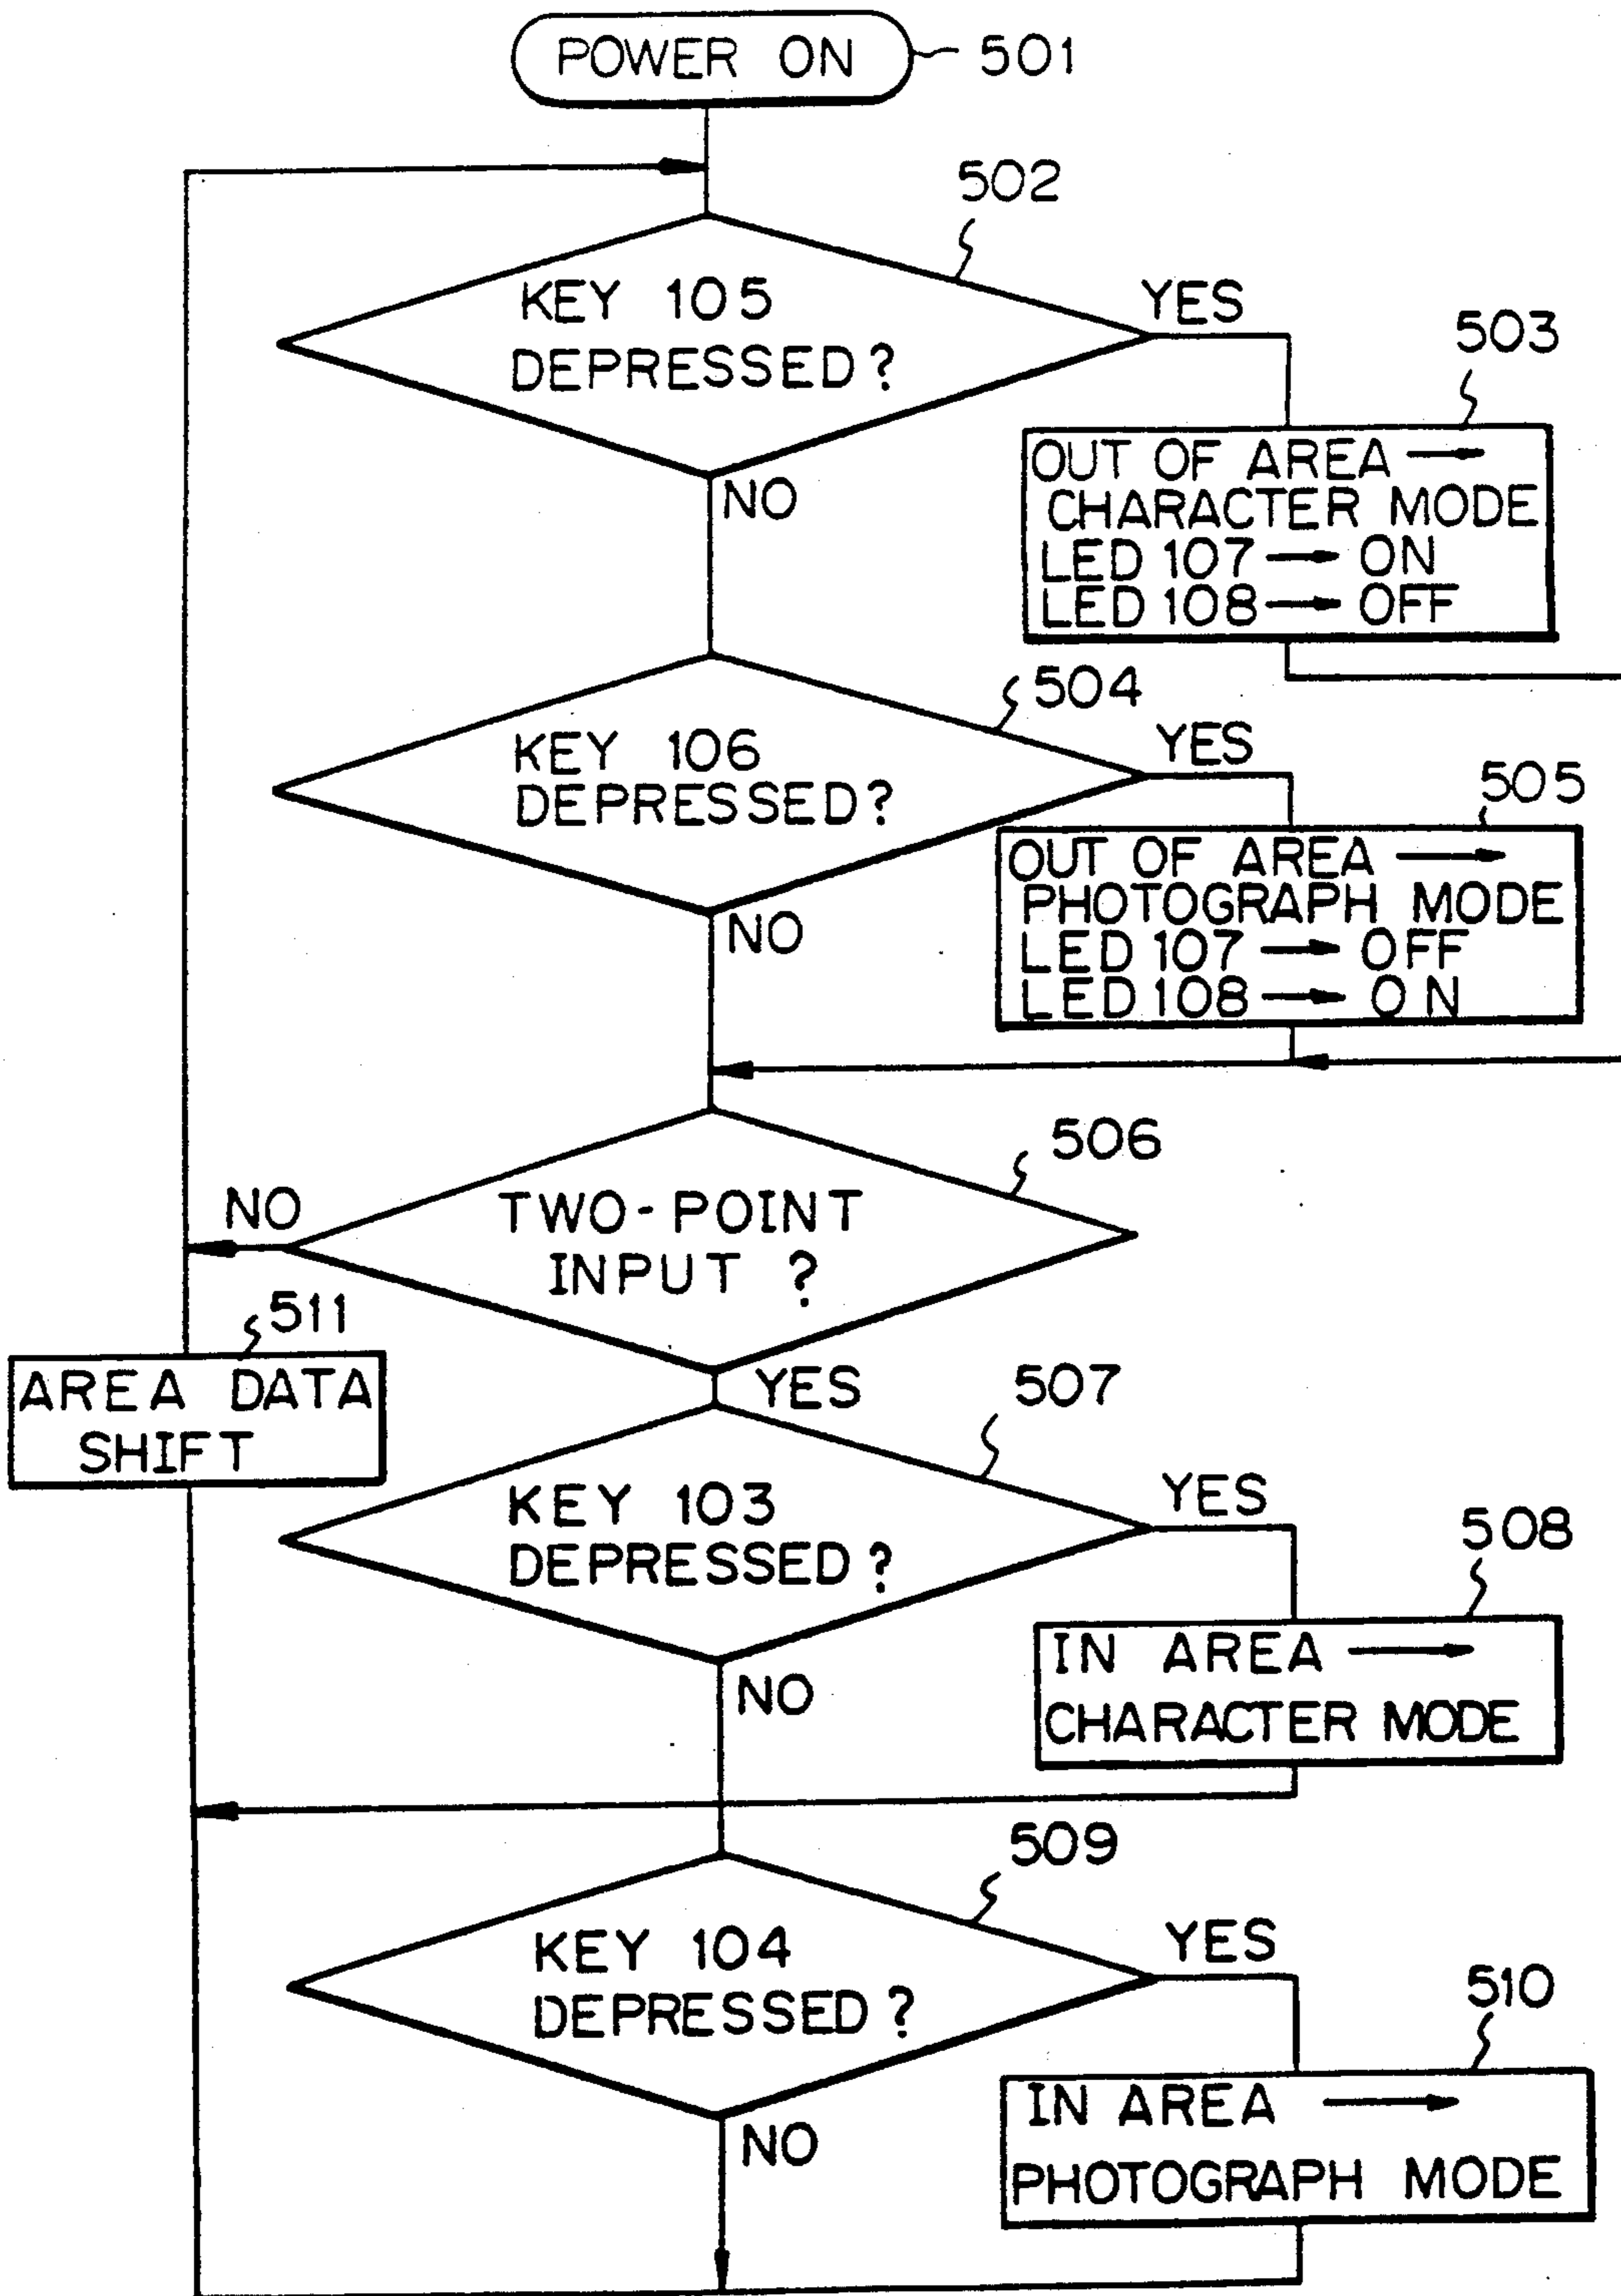 POWER ON
501
502
KEY 105
DEPRESSED?
YES
503
OUT OF AREA →
CHARACTER MODE
LED 107 → ON
LED 108 → OFF
NO
504
KEY 106
DEPRESSED?
YES
505
OUT OF AREA →
PHOTOGRAPH MODE
LED 107 → OFF
LED 108 → ON
NO
506
TWO-POINT
INPUT ?
NO
511
AREA DATA
SHIFT
YES
507
KEY 103
DEPRESSED?
YES
508
IN AREA →
CHARACTER MODE
NO
509
KEY 104
DEPRESSED?
YES
510
IN AREA →
PHOTOGRAPH MODE
NO